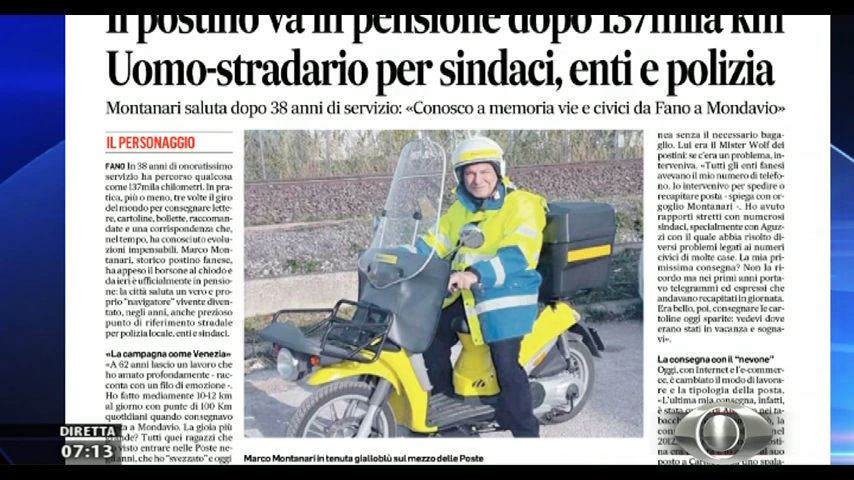 Il postino va in pensione dopo 137mila km
Uomo-stradario per sindaci, enti e polizia
Montanari saluta dopo 38 anni di servizio: «Conosco a memoria vie e civici da Fano a Mondavio»
IL PERSONAGGIO
FANO In 38 anni di onoratissimo
servizio ha percorso qualcosa
come 137mila chilometri. In pra-
tica, più o meno, tre volte il giro
del mondo per consegnare lette-
re, cartoline, bollette, raccoman-
date e una corrispondenza che,
nel tempo, ha conosciuto evolu-
zioni impensabili. Marco Mon-
tanari, storico postino fanese,
ha appeso il borsone al chiodo e
da ieri è ufficialmente in pensio-
ne: la città saluta un vero e pro-
prio "navigatore" vivente diven-
tato, negli anni, anche prezioso
punto di riferimento stradale
per polizia locale, enti e sindaci.
«La campagna come Venezia»
«A 62 anni lascio un lavoro che
ho amato profondamente - rac-
conta con un filo di emozione -.
Ho fatto mediamente 10-12 km
al giorno con punte di 100 Km
quotidiani quando consegnavo
posta a Mondavio. La gioia più
grande? Tutti quei ragazzi che
ho visto entrare nelle Poste ne-
gli anni, che ho "svezzato" e oggi
Marco Montanari in tenuta gialloblù sul mezzo delle Poste
nea senza il necessario baga-
glio. Lui era il Mister Wolf dei
postini: se c'era un problema, in-
terveniva. «Tutti gli enti fanesi
avevano il mio numero di telefo-
no. Io intervenivo per spedire o
recapitare posta - spiega con or-
goglio Montanari -. Ho avuto
rapporti stretti con numerosi
sindaci, specialmente con Aguz-
zi con il quale abbia risolto di-
versi problemi legati ai numeri
civici di molte case. La mia pri-
missima consegna? Non la ri-
cordo ma nei primi anni porta-
vo telegrammi ed espressi che
andavano recapitati in giornata.
Era bello, poi, consegnare le car-
toline oggi sparite: vedevi dove
erano stati in vacanza e sogna-
vi».
La consegna con il "nevone"
Oggi, con Internet e l'e-comme-
rce, è cambiato il modo di lavora-
re e la tipologia della posta.
«L'ultima mia consegna, infatti,
è stata
nel
2012
DIRETTA
07:13